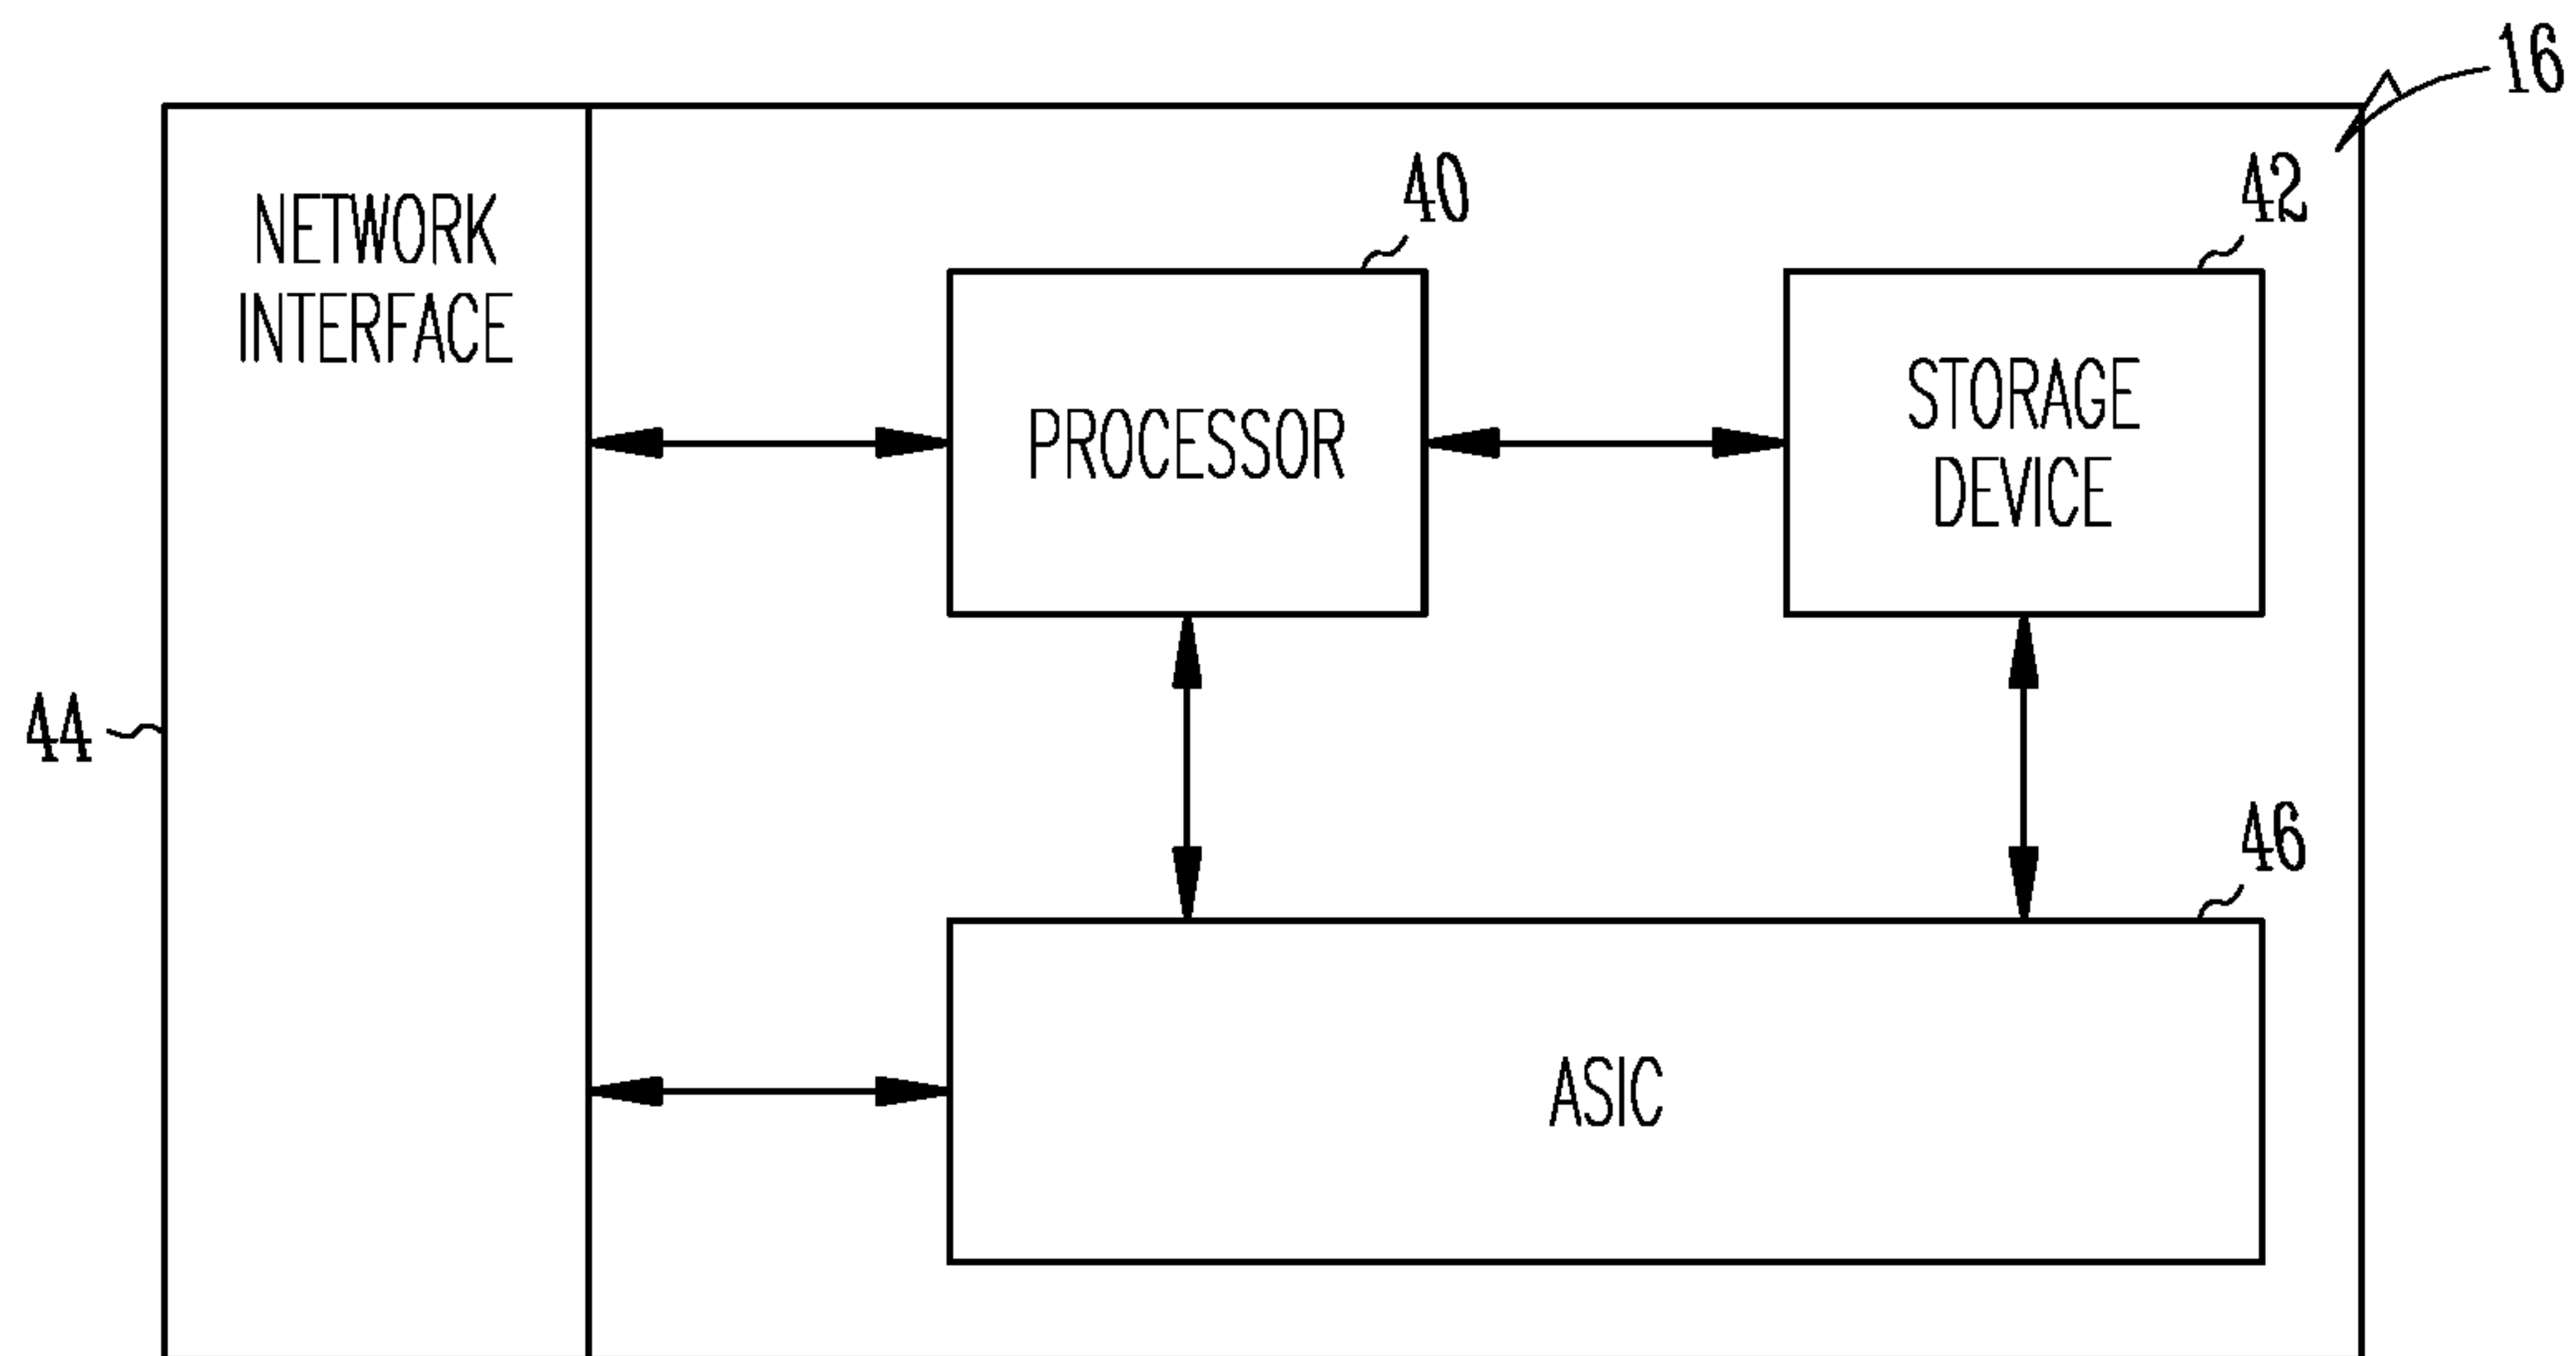 16
40
42
NETWORK
INTERFACE
PROCESSOR
STORAGE
DEVICE
44
46
ASIC